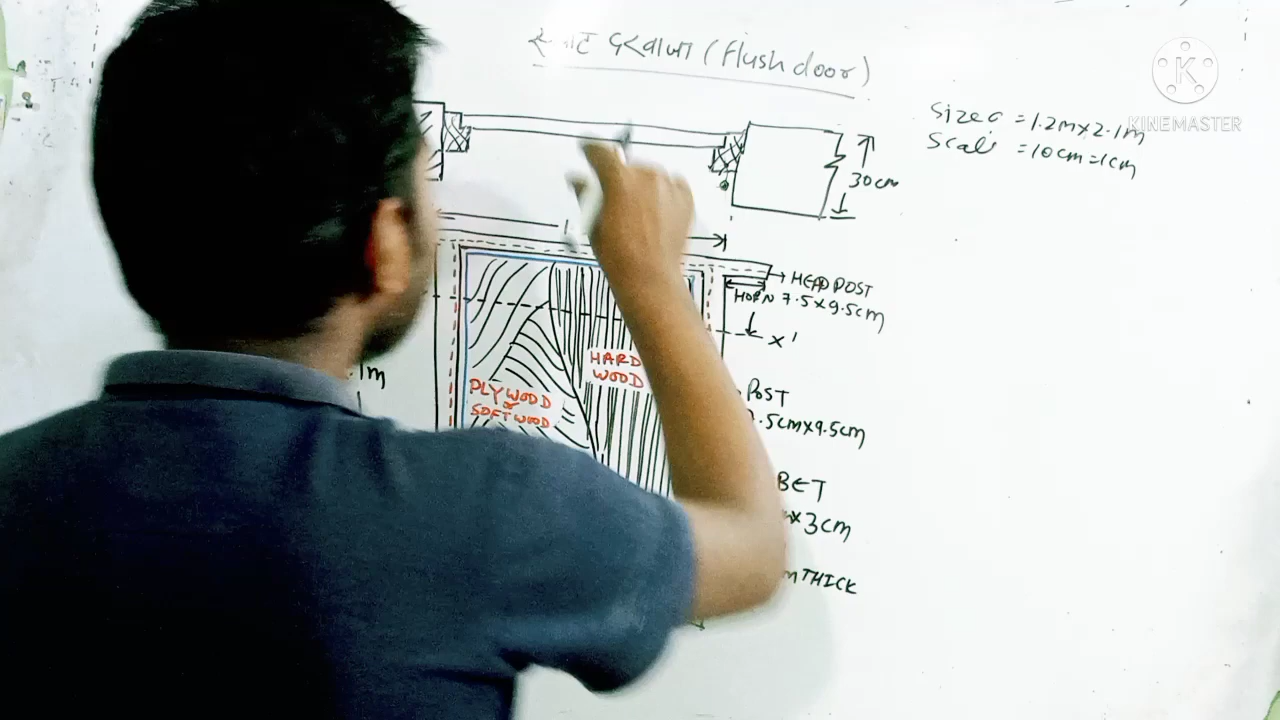 दरवाजा (flush door)
Size = 1.2m×2.1m
Scale = 10cm=1cm
KINEMASTER
30cm
HEAD POST
HORN 7.5×9.5cm
X'
HARD
WOOD
PLYWOOD
or
SOFTWOOD
.1m
POST
.5cm×9.5cm
BET
×3cm
THICK